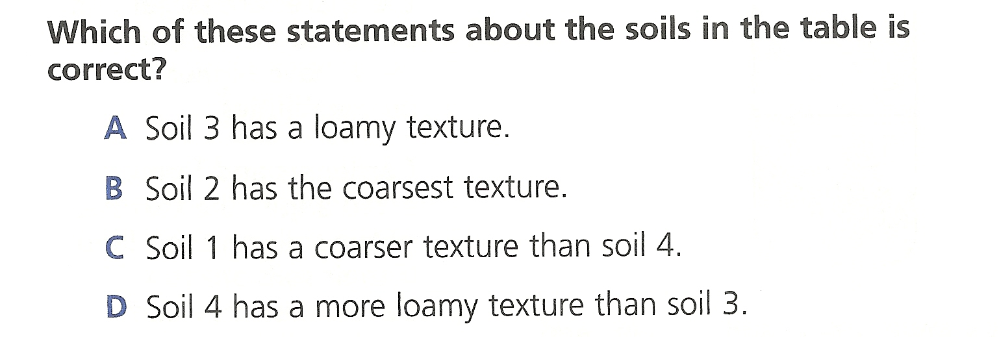 Which of these statements about the soils in the table is
correct?
A Soil 3 has a loamy texture.
B Soil 2 has the coarsest texture.
C Soil 1 has a coarser texture than soil 4.
D Soil 4 has a more loamy texture than soil 3.